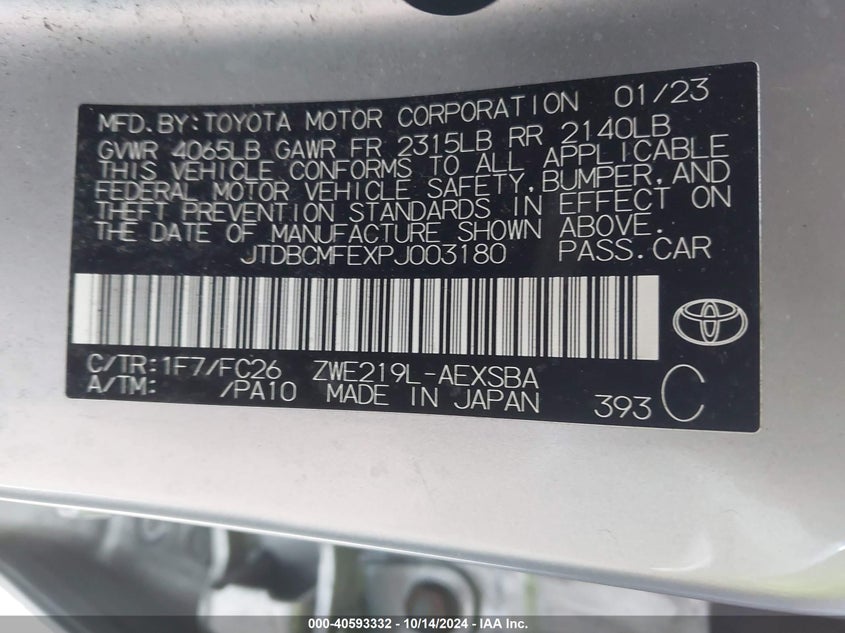 MFD.BY:TOYOTA MOTOR CORPORATION 01/23
GVWR 4065LB GAWR FR 2315LB RR 2140LB
THIS VEHICLE CONFORMS TO ALL APPLICABLE
FEDERAL MOTOR VEHICLE SAFETY,BUMPER,AND
THEFT PREVENTION STANDARDS IN EFFECT ON
THE DATE OF MANUFACTURE SHOWN ABOVE.
JTDBCMFEXPJ003180 PASS.CAR
C/TR:1F7/FC26 ZWE219L-AEXSBA
A/TM: /PA10 MADE IN JAPAN 393 C
000-40593332 - 10/14/2024 - IAA Inc.